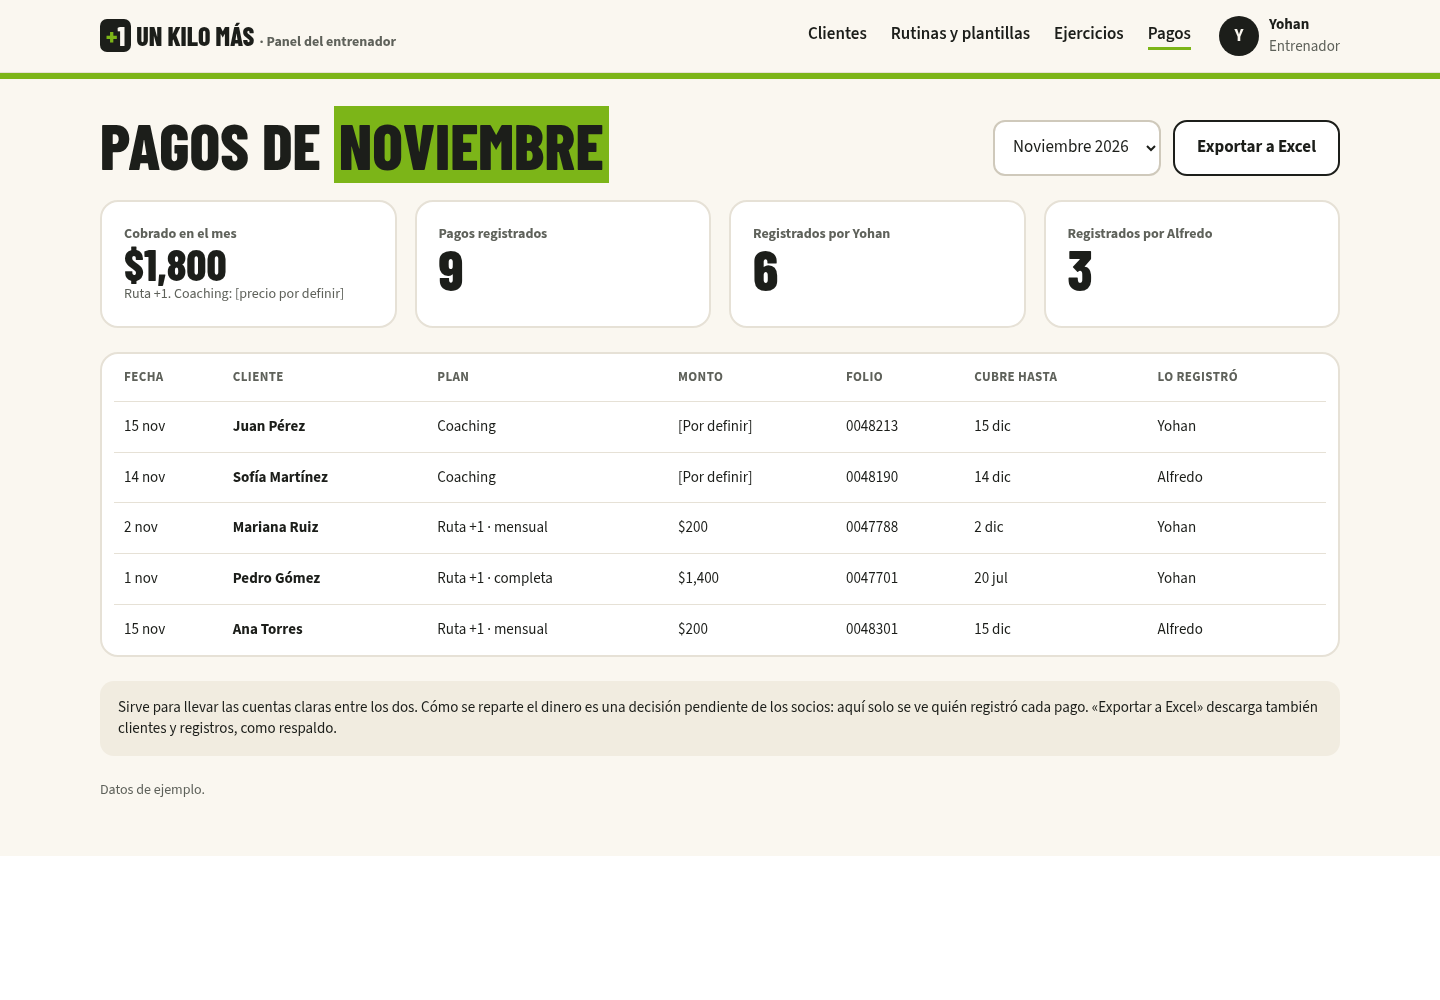 +1 UN KILO MÁS · Panel del entrenador
Clientes Rutinas y plantillas Ejercicios Pagos
Y
Yohan
Entrenador
PAGOS DE NOVIEMBRE
Noviembre 2026
Exportar a Excel
Cobrado en el mes
$1,800
Ruta +1. Coaching: [precio por definir]
Pagos registrados
9
Registrados por Yohan
6
Registrados por Alfredo
3
FECHA CLIENTE PLAN MONTO FOLIO CUBRE HASTA LO REGISTRÓ
15 nov Juan Pérez Coaching [Por definir] 0048213 15 dic Yohan
14 nov Sofía Martínez Coaching [Por definir] 0048190 14 dic Alfredo
2 nov Mariana Ruiz Ruta +1 · mensual $200 0047788 2 dic Yohan
1 nov Pedro Gómez Ruta +1 · completa $1,400 0047701 20 jul Yohan
15 nov Ana Torres Ruta +1 · mensual $200 0048301 15 dic Alfredo
Sirve para llevar las cuentas claras entre los dos. Cómo se reparte el dinero es una decisión pendiente de los socios: aquí solo se ve quién registró cada pago. «Exportar a Excel» descarga también
clientes y registros, como respaldo.
Datos de ejemplo.